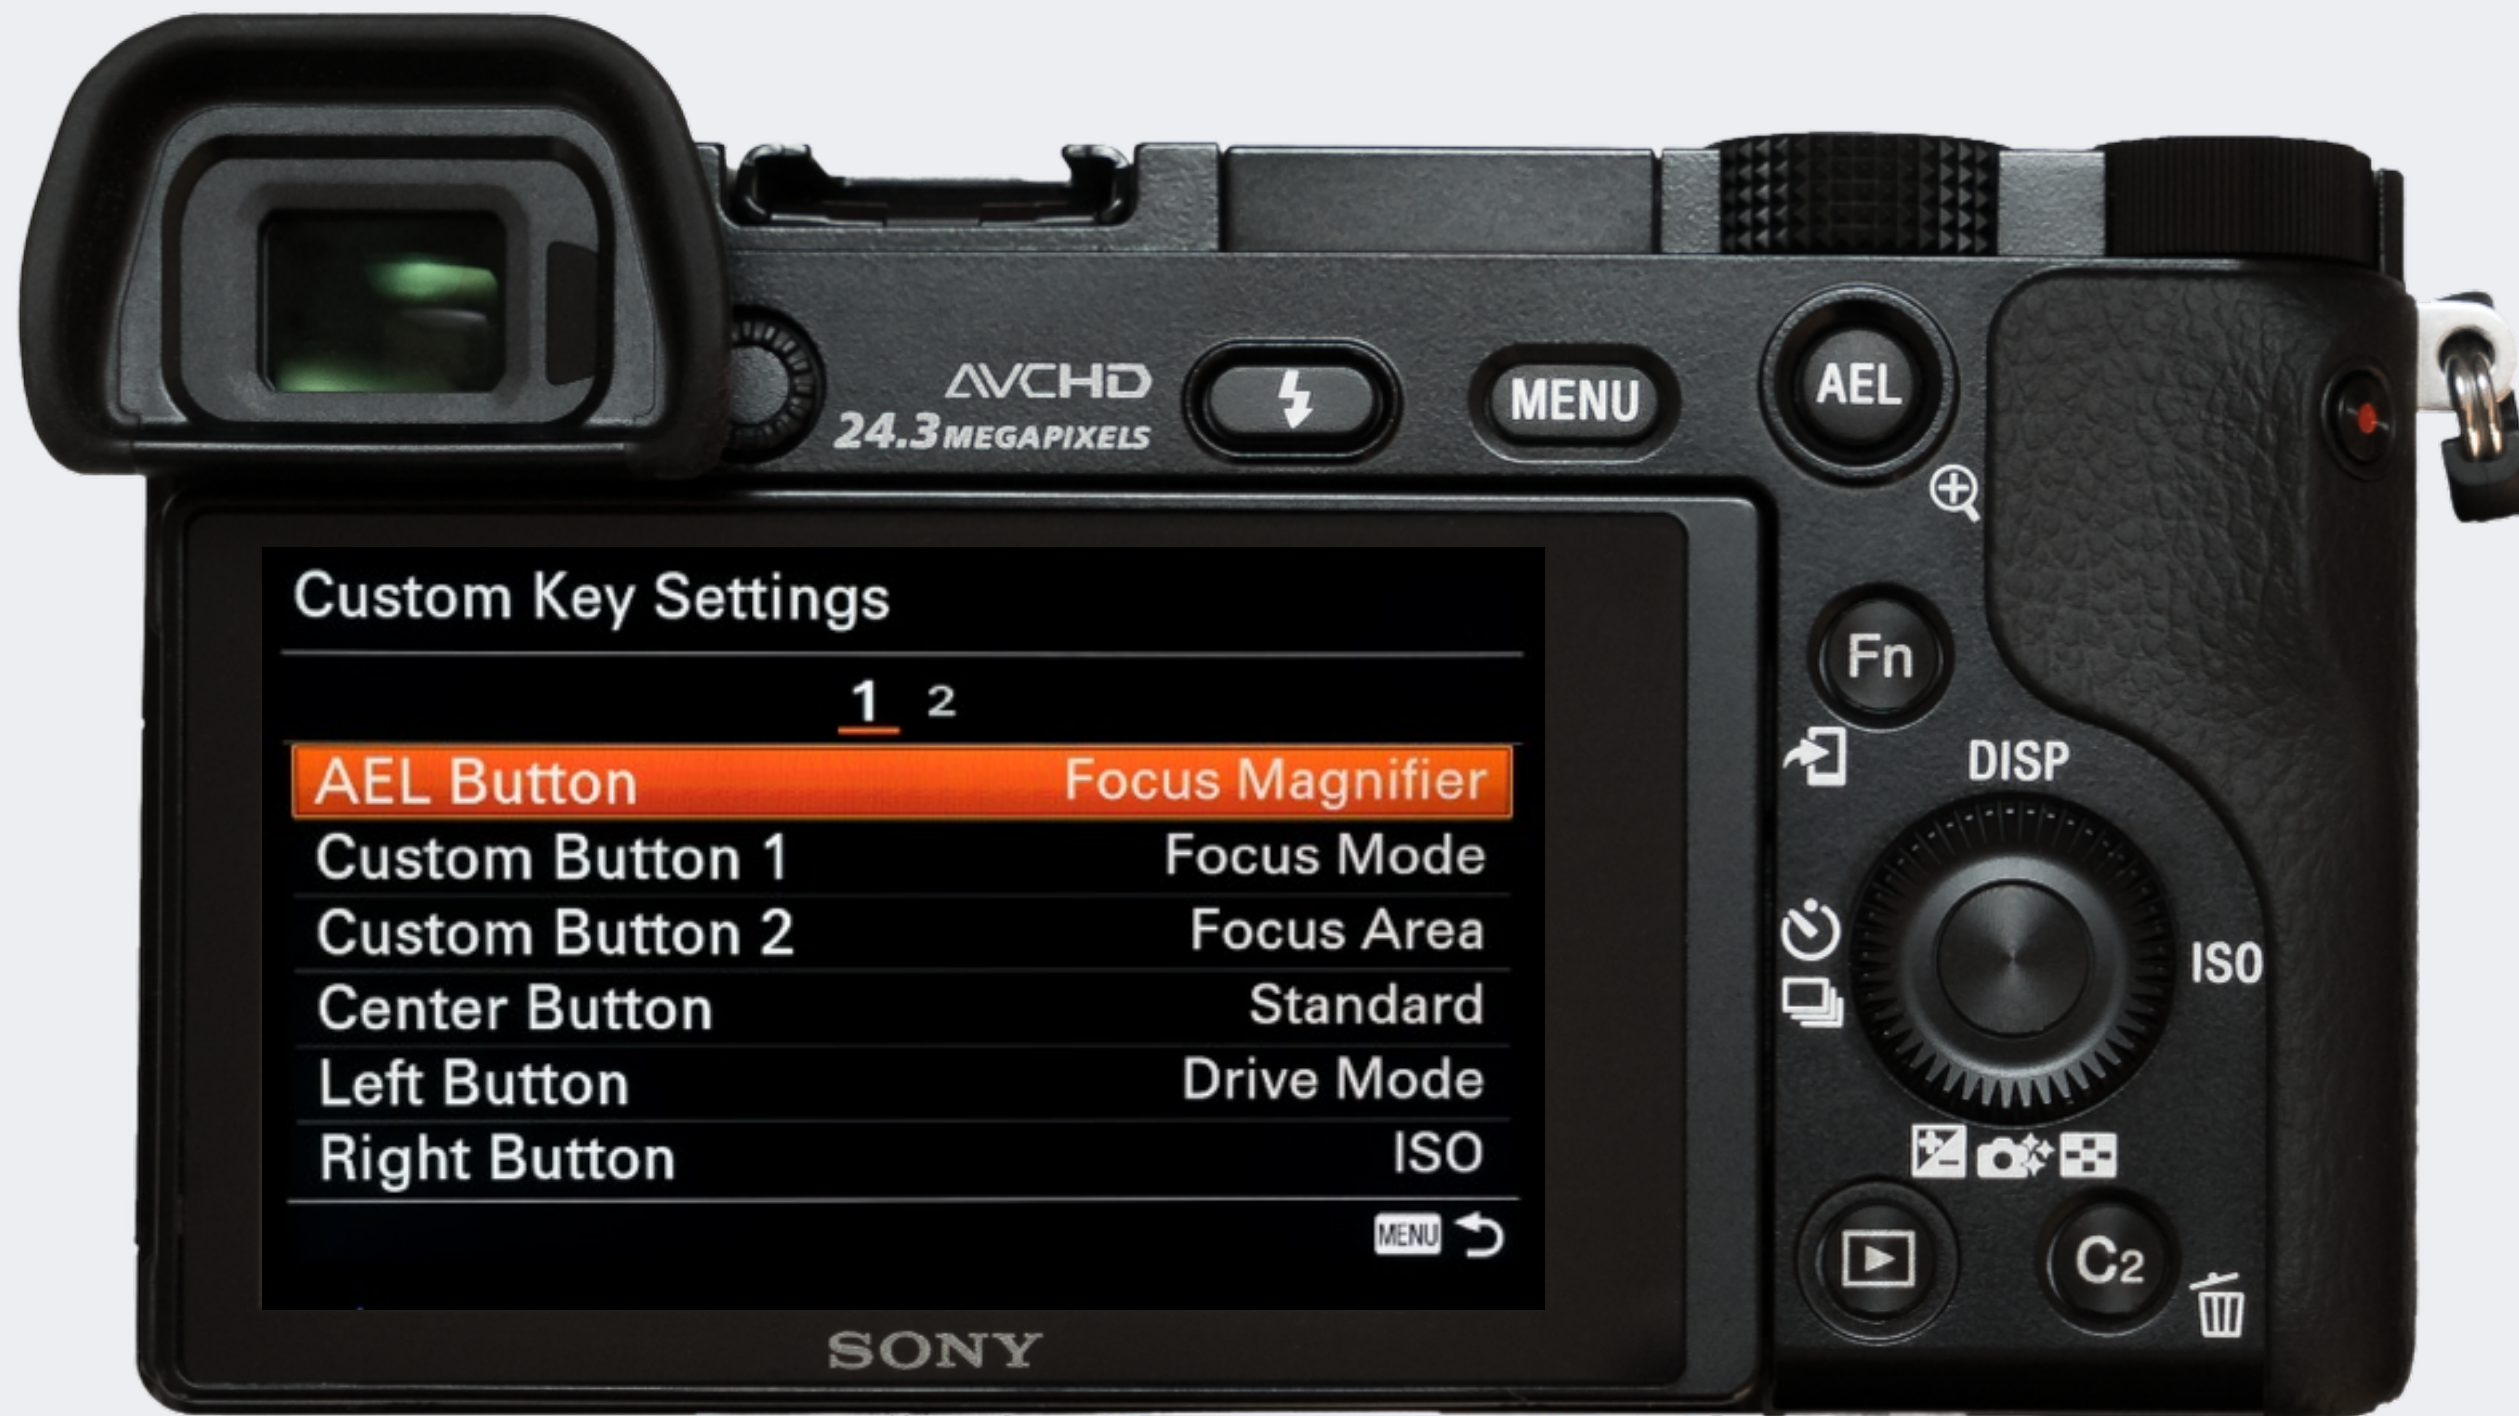 AVCHD
24.3 MEGAPIXELS
MENU
AEL
Custom Key Settings
1 2
AEL Button Focus Magnifier
Custom Button 1 Focus Mode
Custom Button 2 Focus Area
Center Button Standard
Left Button Drive Mode
Right Button ISO
MENU
SONY
Fn
DISP
ISO
C2